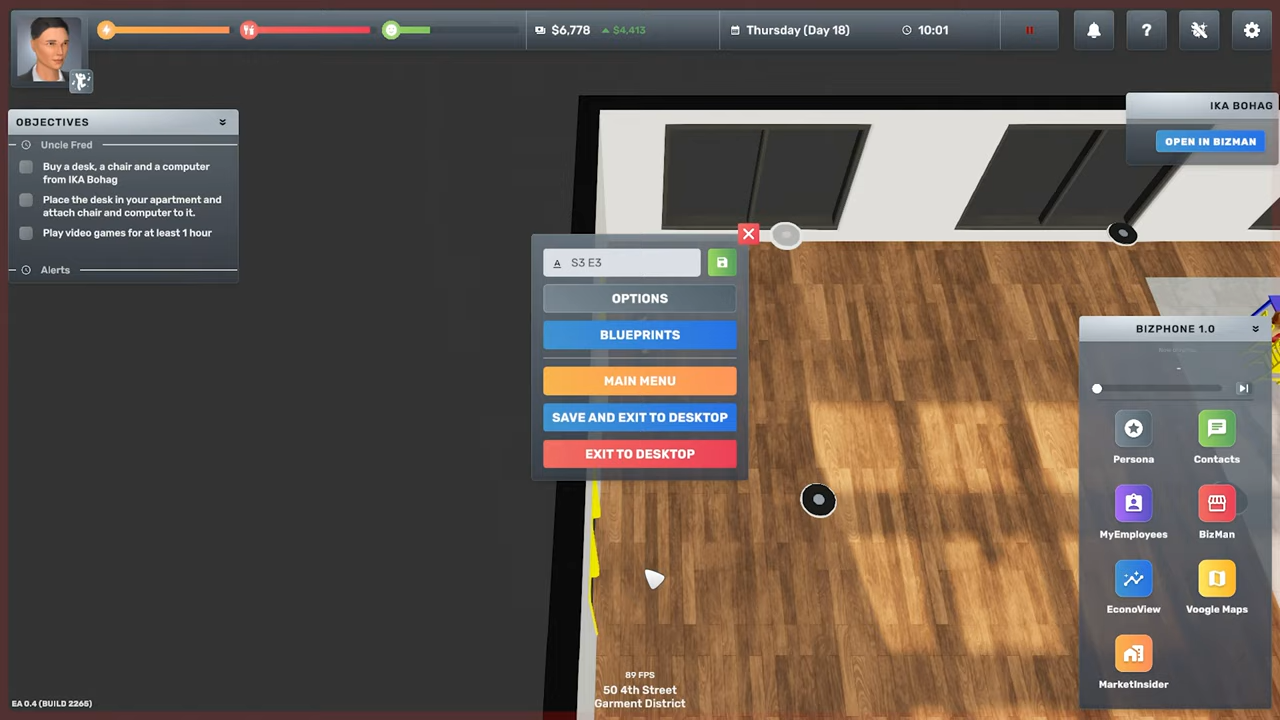 $6,778
$4,413
Thursday (Day 18)
10:01
?
OBJECTIVES
Uncle Fred
Buy a desk, a chair and a computer
from IKA Bohag
Place the desk in your apartment and
attach chair and computer to it.
Play video games for at least 1 hour
Alerts
IKA BOHAG
OPEN IN BIZMAN
A S3 E3
OPTIONS
BLUEPRINTS
MAIN MENU
SAVE AND EXIT TO DESKTOP
EXIT TO DESKTOP
BIZPHONE 1.0
-
Persona
Contacts
MyEmployees
BizMan
EconoView
Voogle Maps
MarketInsider
89 FPS
50 4th Street
Garment District
EA 0.4 (BUILD 2265)